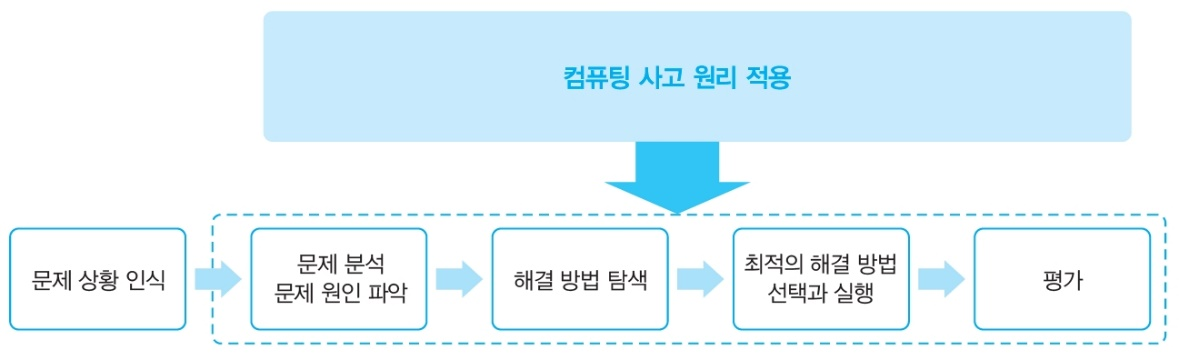 컴퓨팅 사고 원리 적용
문제 상황 인식
문제 분석
문제 원인 파악
해결 방법 탐색
최적의 해결 방법
선택과 실행
평가